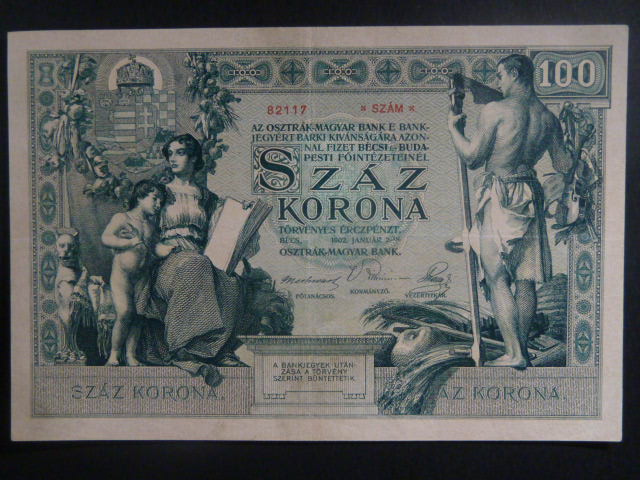 100
82117 * SZÁM *
AZ OSZTRÁK-MAGYAR BANK E BANK-
JEGYÉRT BÁRKI KIVÁNSÁGÁRA AZON-
NAL FIZET BÉCSI ÉS BUDA-
PESTI FŐINTÉZETEINÉL
SZÁZ
KORONA
TÖRVÉNYES ÉRCZPÉNZT.
BÉCS, 1902. JANUÁR 2-ÁN
OSZTRÁK-MAGYAR BANK.
FŐTANÁCSOS. KORMÁNYZÓ. VEZÉRTITKÁR.
A BANKJEGYEK UTÁN-
ZÁSA A TÖRVÉNY
SZERINT BÜNTETTETIK.
SZÁZ KORONA. AZ KORONA.